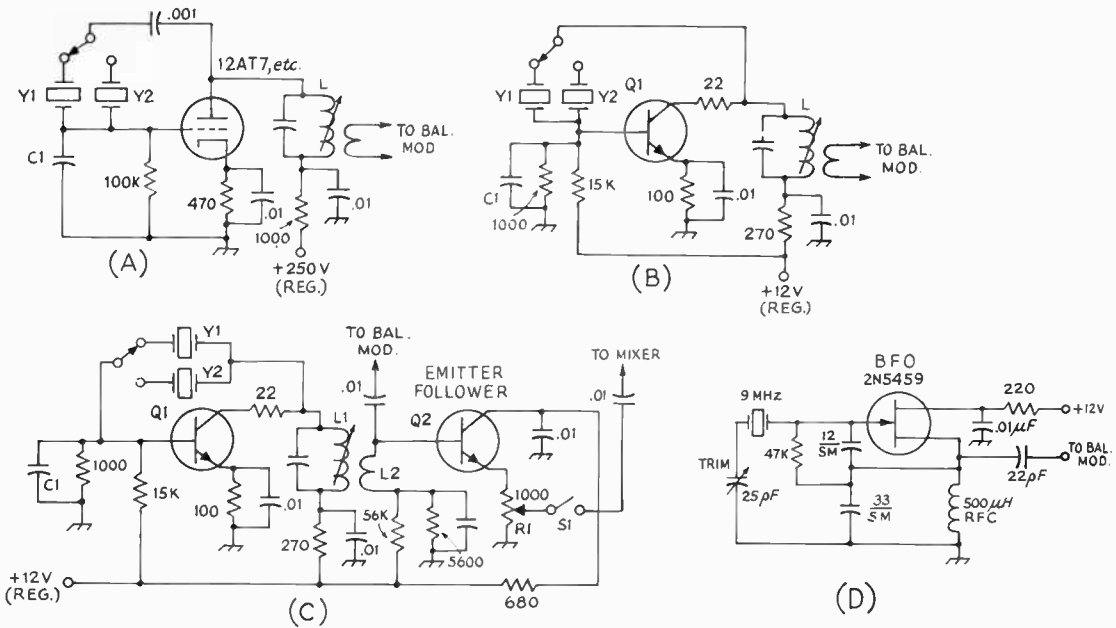 .001
12AT7, etc.
Y1
Y2
L
C1
100K
470
.01
1000
.01
TO BAL.
MOD
+250V
(REG.)
(A)
Y1
Y2
Q1
22
L
TO BAL.
MOD
C1
1000
15K
100
.01
.01
270
+12V
(REG.)
(B)
Y1
Y2
Q1
22
L1
C1
1000
15K
100
.01
270
.01
TO BAL.
MOD.
.01
EMITTER
FOLLOWER
Q2
L2
56K
5600
.01
1000
R1
S1
TO MIXER
.01
680
+12V
(REG.)
(C)
BFO
2N5459
9 MHz
TRIM
25pF
47K
12
SM
33
SM
220
+12V
.01µF
TO BAL.
MOD.
22pF
500µH
RFC
(D)